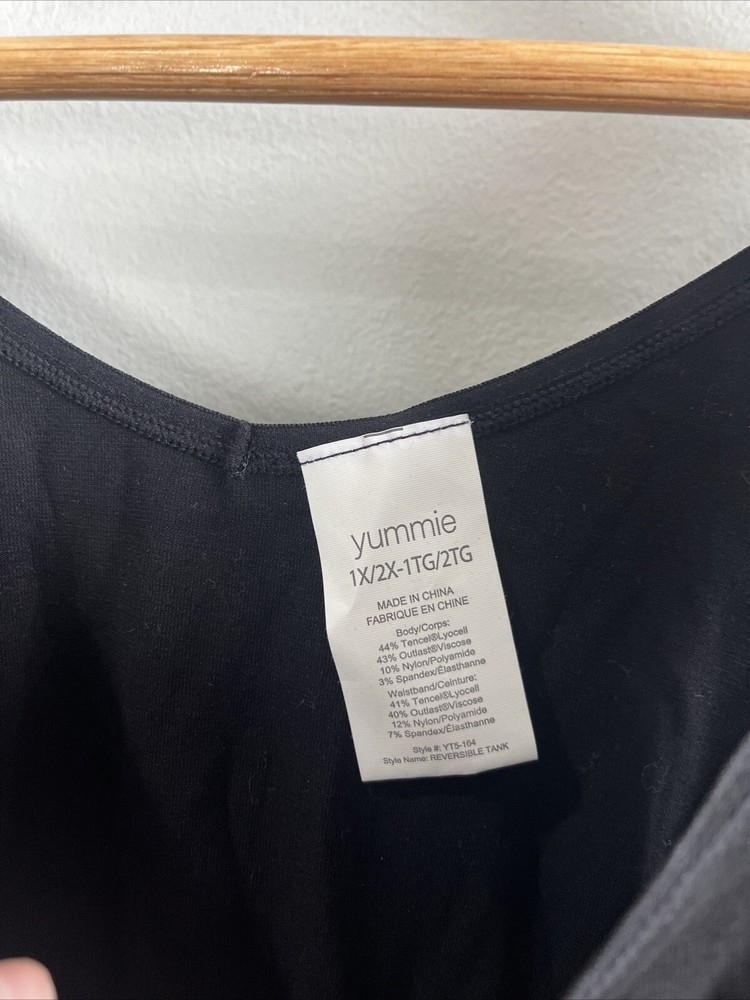 yummie
1X/2X-1TG/2TG
MADE IN CHINA
FABRIQUE EN CHINE
Body/Corps:
44% Tencel®Lyocell
43% Outlast®Viscose
10% Nylon/Polyamide
3% Spandex/Élasthanne
Waistband/Ceinture:
41% Tencel®Lyocell
40% Outlast®Viscose
12% Nylon/Polyamide
7% Spandex/Élasthanne
Style #: YT5-164
Style Name: REVERSIBLE TANK